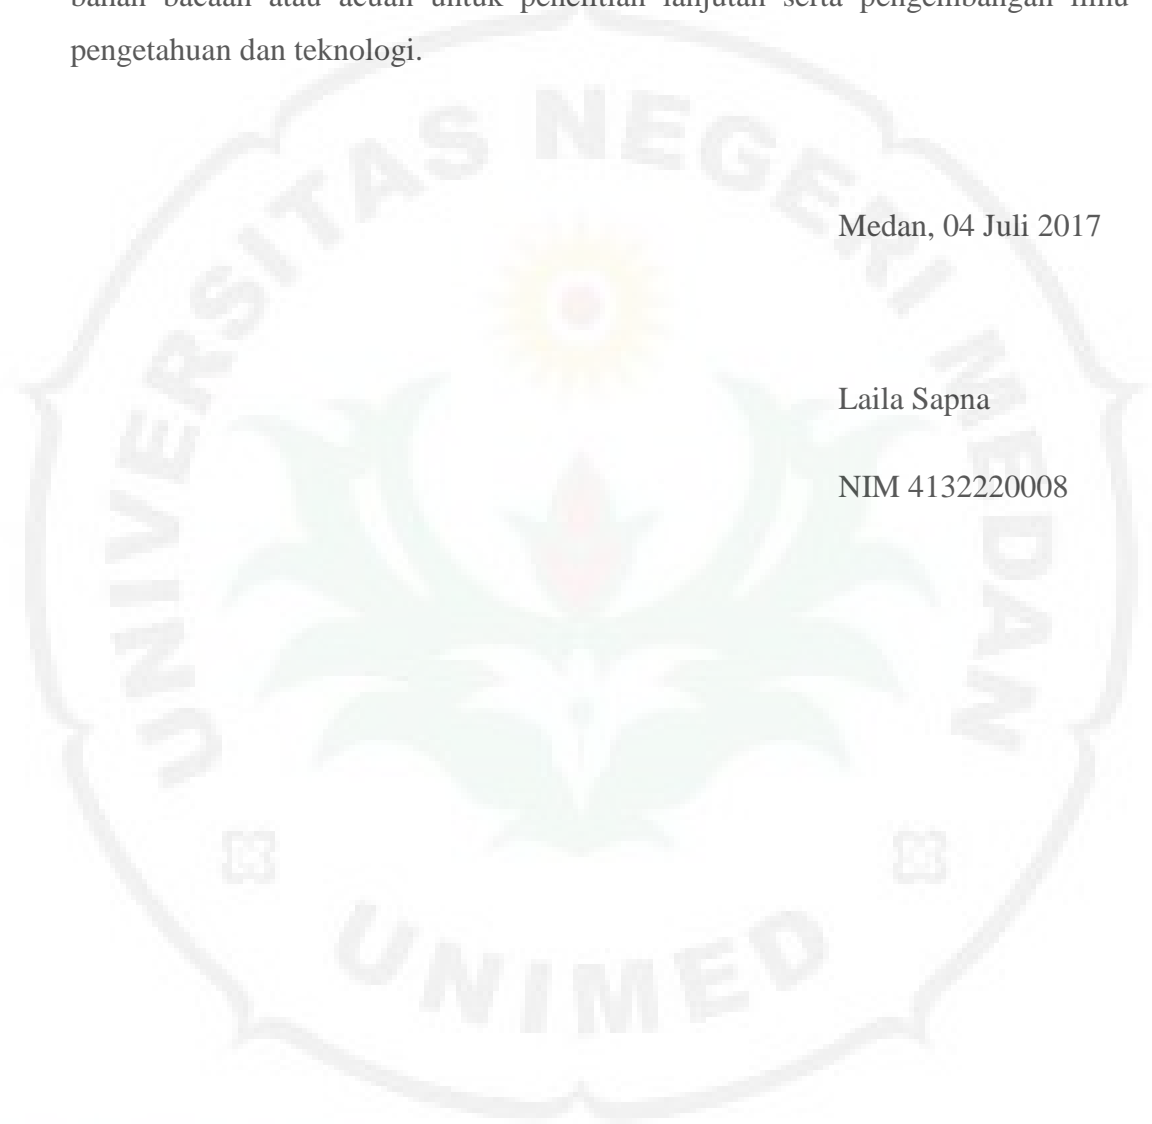 bahan bacaan atau acuan untuk penelitian lanjutan serta pengembangan ilmu
pengetahuan dan teknologi.
UNIVERSITAS NEGERI MEDAN
Medan, 04 Juli 2017
Laila Sapna
NIM 4132220008
UNIMED